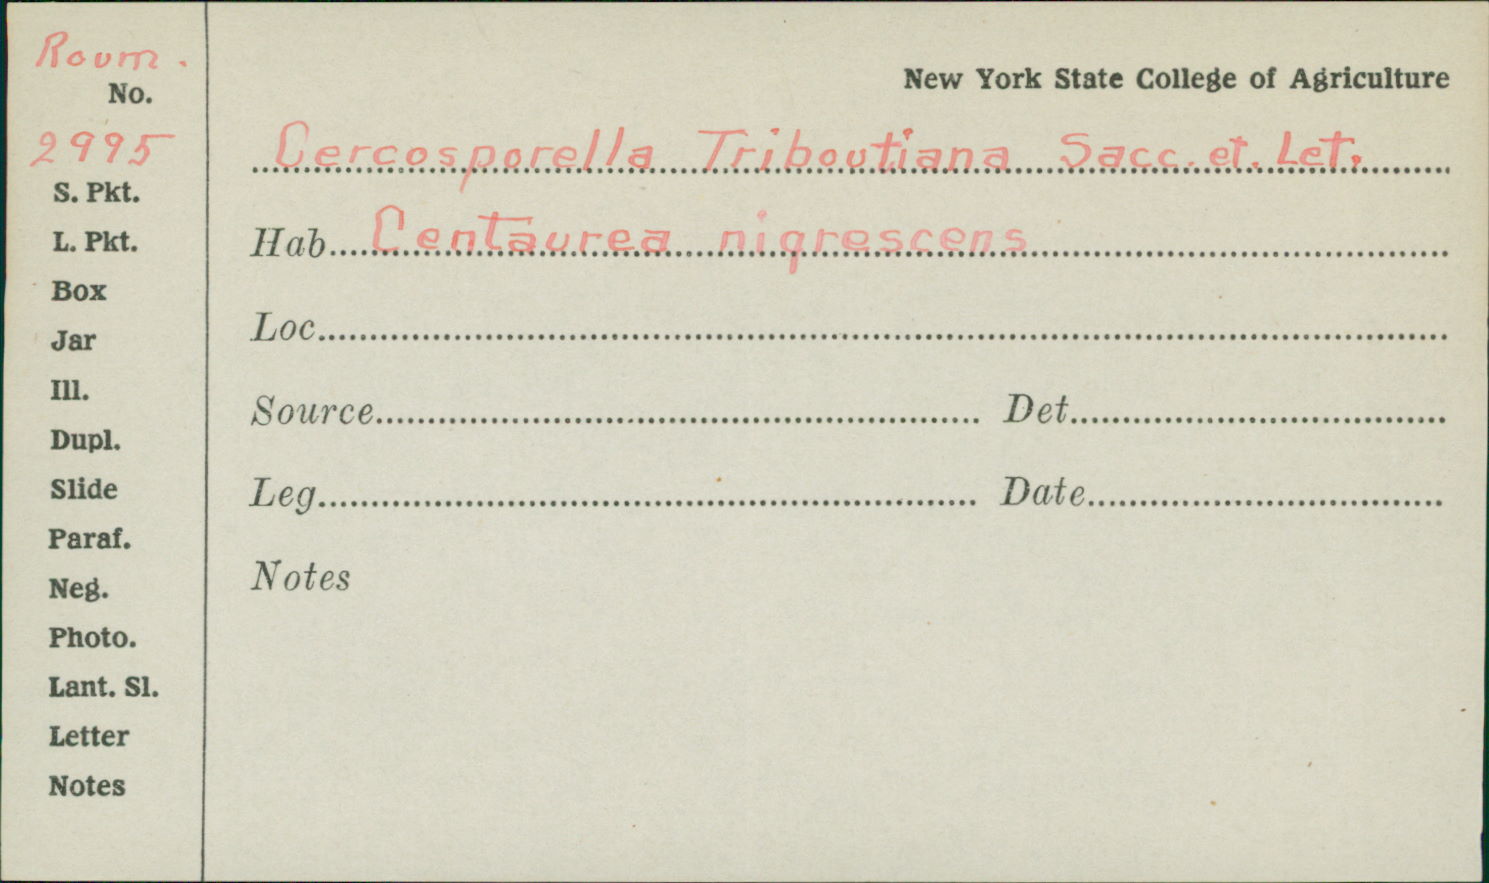 Roum.
No.
2995
S. Pkt.
L. Pkt.
Box
Jar
Ill.
Dupl.
Slide
Paraf.
Neg.
Photo.
Lant. Sl.
Letter
Notes
New York State College of Agriculture
Cercosporella Triboutiana Sacc. et. Let.
Hab Centaurea nigrescens
Loc
Source Det
Leg Date
Notes